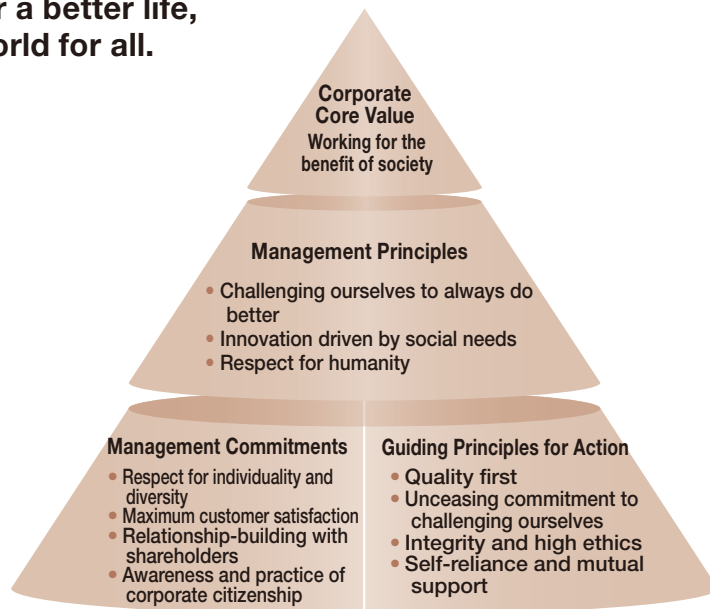 r a better life,
orld for all.
Corporate
Core Value
Working for the
benefit of society
Management Principles
• Challenging ourselves to always do
better
• Innovation driven by social needs
• Respect for humanity
Management Commitments
• Respect for individuality and
diversity
• Maximum customer satisfaction
• Relationship-building with
shareholders
• Awareness and practice of
corporate citizenship
Guiding Principles for Action
• Quality first
• Unceasing commitment to
challenging ourselves
• Integrity and high ethics
• Self-reliance and mutual
support